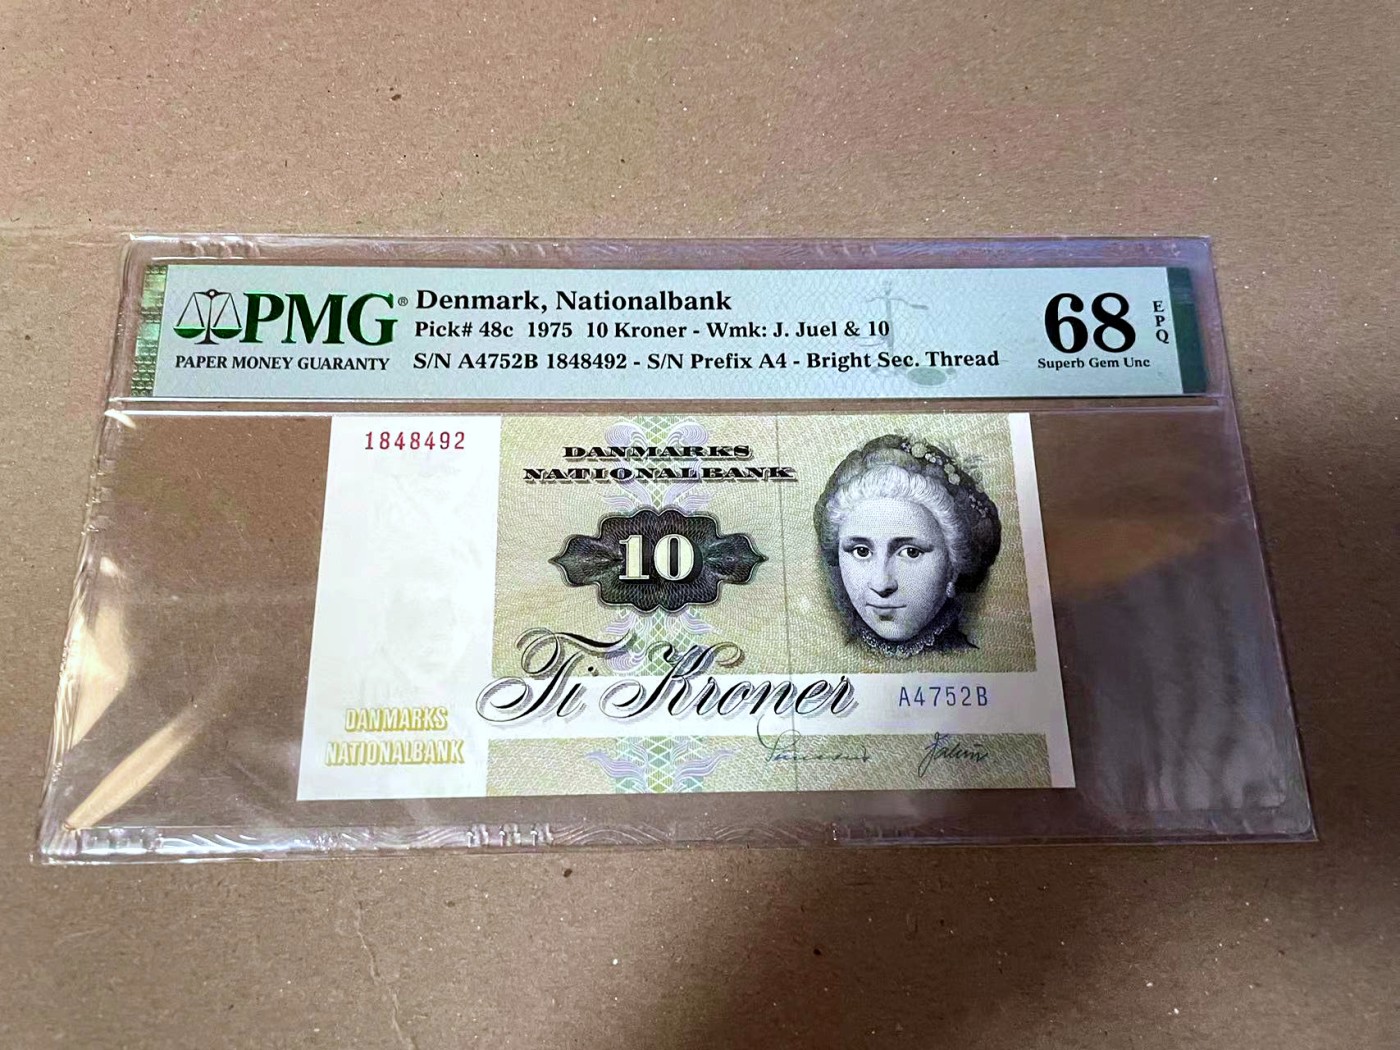 PMG®
PAPER MONEY GUARANTY
Denmark, Nationalbank
Pick# 48c 1975 10 Kroner - Wmk: J. Juel & 10
S/N A4752B 1848492 - S/N Prefix A4 - Bright Sec. Thread
68
EPQ
Superb Gem Unc
1848492
DANMARKS
NATIONALBANK
10
Ti Kroner
A4752B
DANMARKS
NATIONALBANK